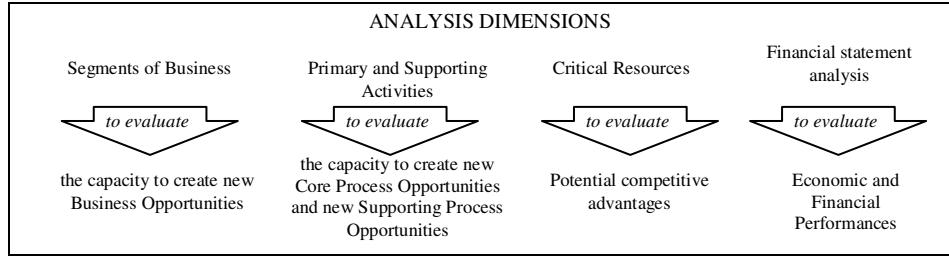 ANALYSIS DIMENSIONS
Segments of Business
to evaluate
the capacity to create new
Business Opportunities
Primary and Supporting
Activities
to evaluate
the capacity to create new
Core Process Opportunities
and new Supporting Process
Opportunities
Critical Resources
to evaluate
Potential competitive
advantages
Financial statement
analysis
to evaluate
Economic and
Financial
Performances